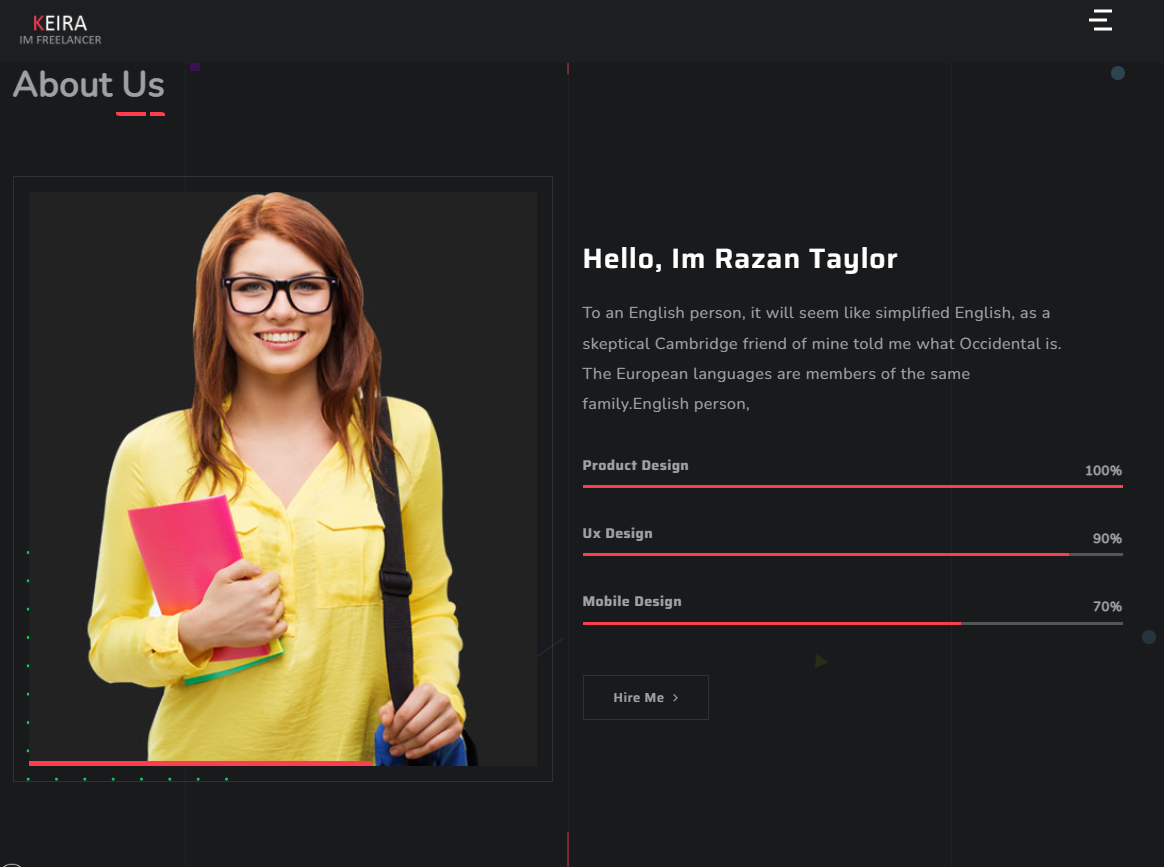 KEIRA
IM FREELANCER
About Us
Hello, Im Razan Taylor
To an English person, it will seem like simplified English, as a
skeptical Cambridge friend of mine told me what Occidental is.
The European languages are members of the same
family.English person,
Product Design
100%
Ux Design
90%
Mobile Design
70%
Hire Me >